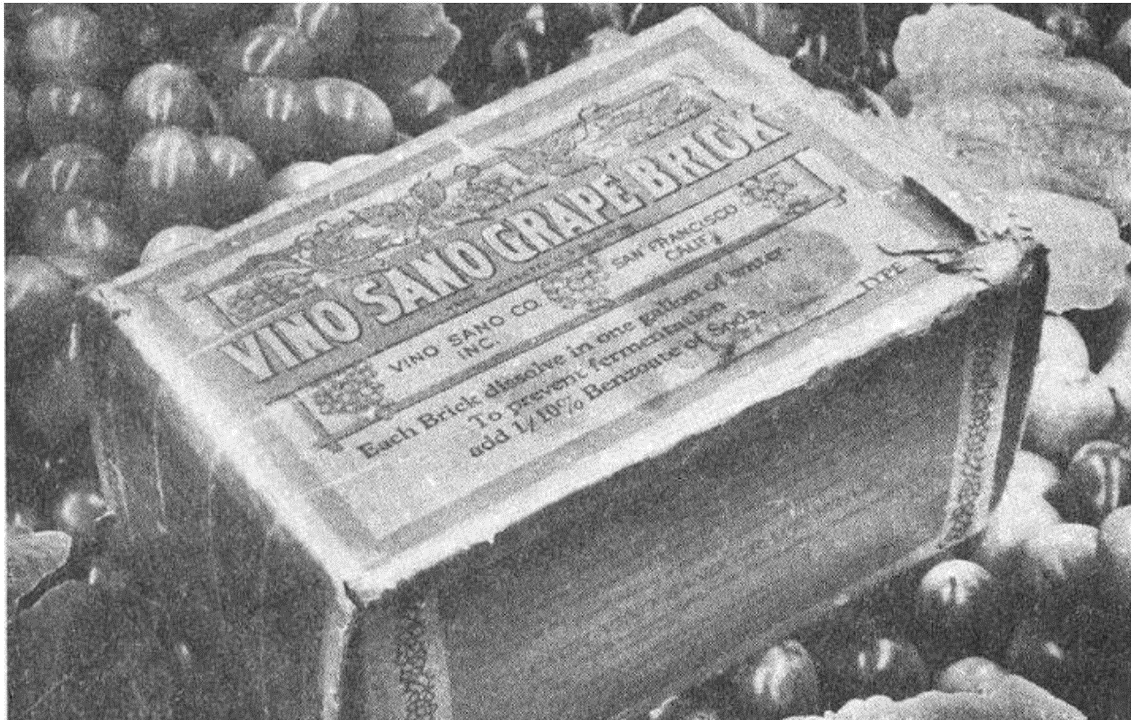 VINO SANO GRAPE BRICK
VINO SANO CO.
INC.
SAN FRANCISCO
CALIF.
Each Brick dissolve in one gallon of water.
To prevent fermentation
add 1/10% Benzoate of Soda.
TYPE